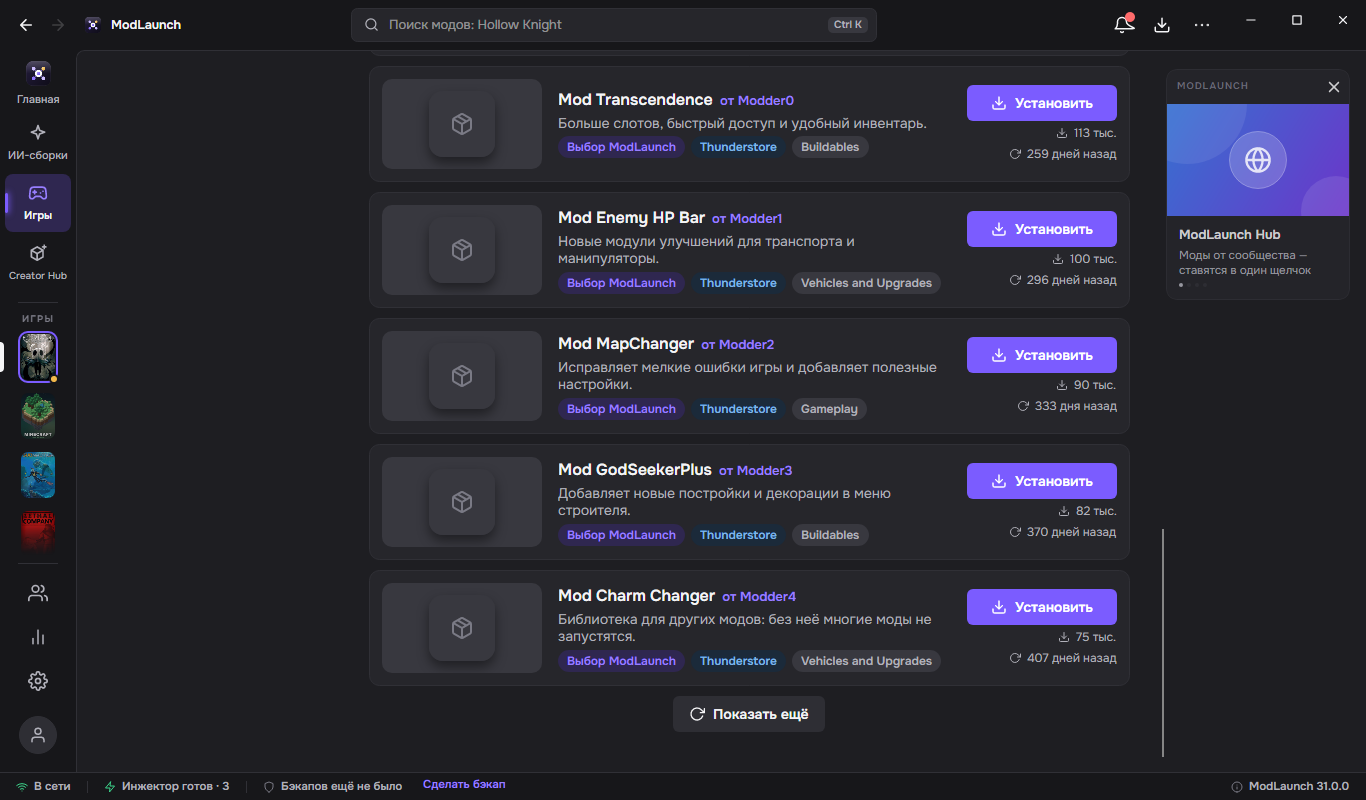 ModLaunch
Поиск модов: Hollow Knight
Ctrl K
Главная
ИИ-сборки
Игры
Creator Hub
ИГРЫ
MINECRAFT
LETHAL
COMPANY
Mod Transcendence от Modder0
Больше слотов, быстрый доступ и удобный инвентарь.
Выбор ModLaunch Thunderstore Buildables
Установить
113 тыс.
259 дней назад
Mod Enemy HP Bar от Modder1
Новые модули улучшений для транспорта и
манипуляторы.
Выбор ModLaunch Thunderstore Vehicles and Upgrades
Установить
100 тыс.
296 дней назад
Mod MapChanger от Modder2
Исправляет мелкие ошибки игры и добавляет полезные
настройки.
Выбор ModLaunch Thunderstore Gameplay
Установить
90 тыс.
333 дня назад
Mod GodSeekerPlus от Modder3
Добавляет новые постройки и декорации в меню
строителя.
Выбор ModLaunch Thunderstore Buildables
Установить
82 тыс.
370 дней назад
Mod Charm Changer от Modder4
Библиотека для других модов: без неё многие моды не
запустятся.
Выбор ModLaunch Thunderstore Vehicles and Upgrades
Установить
75 тыс.
407 дней назад
Показать ещё
MODLAUNCH
ModLaunch Hub
Моды от сообщества —
ставятся в один щелчок
В сети
Инжектор готов · 3
Бэкапов ещё не было
Сделать бэкап
ModLaunch 31.0.0